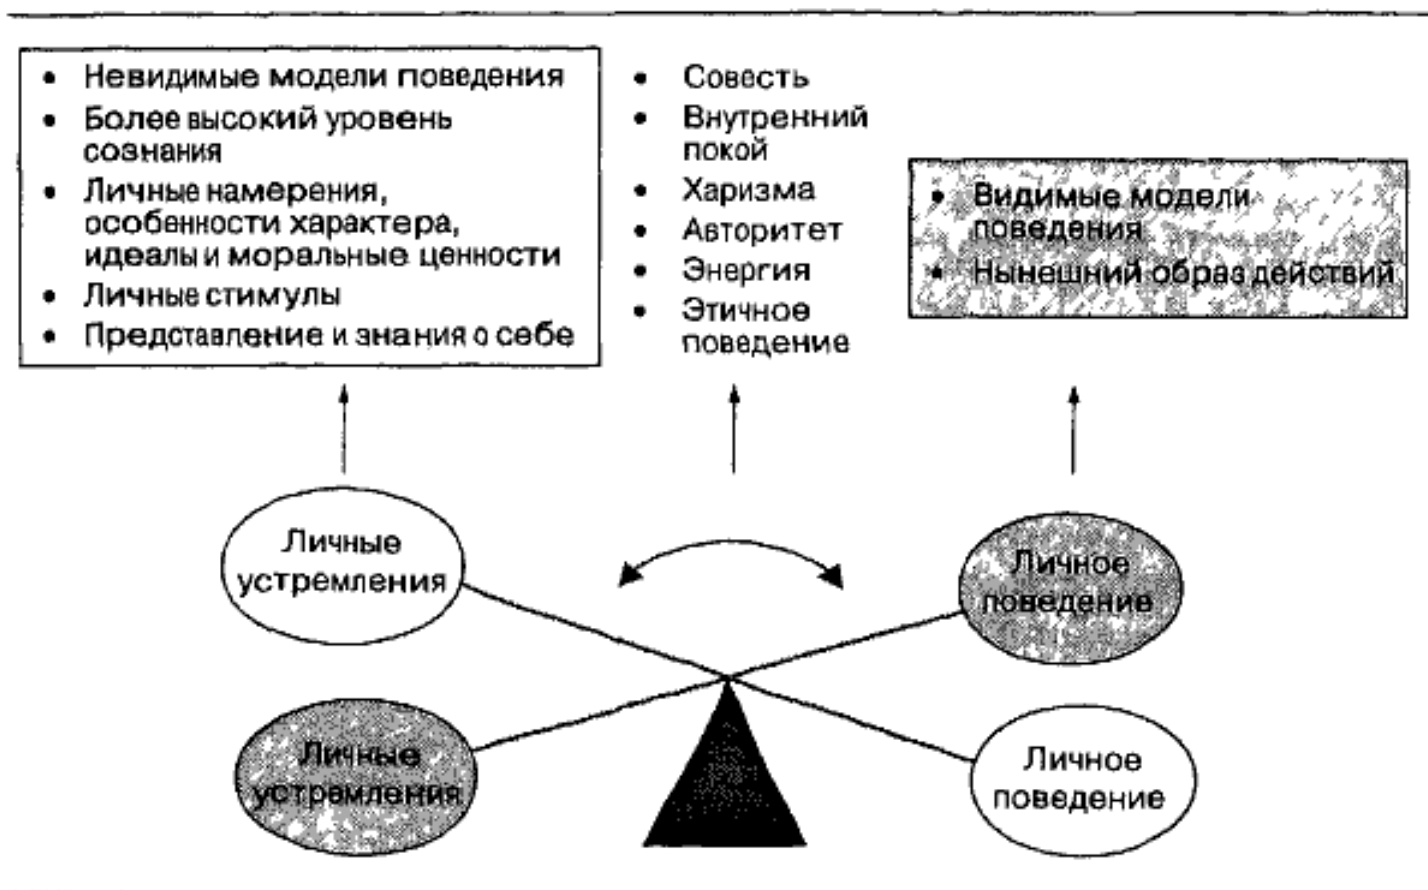 • Невидимые модели поведения
• Более высокий уровень
сознания
• Личные намерения,
особенности характера,
идеалы и моральные ценности
• Личные стимулы
• Представление и знания о себе
• Совесть
• Внутренний
покой
• Харизма
• Авторитет
• Энергия
• Этичное
поведение
• Видимые модели
поведения
• Нынешний образ действий
Личные
устремления
Личное
поведение
Личные
устремления
Личное
поведение